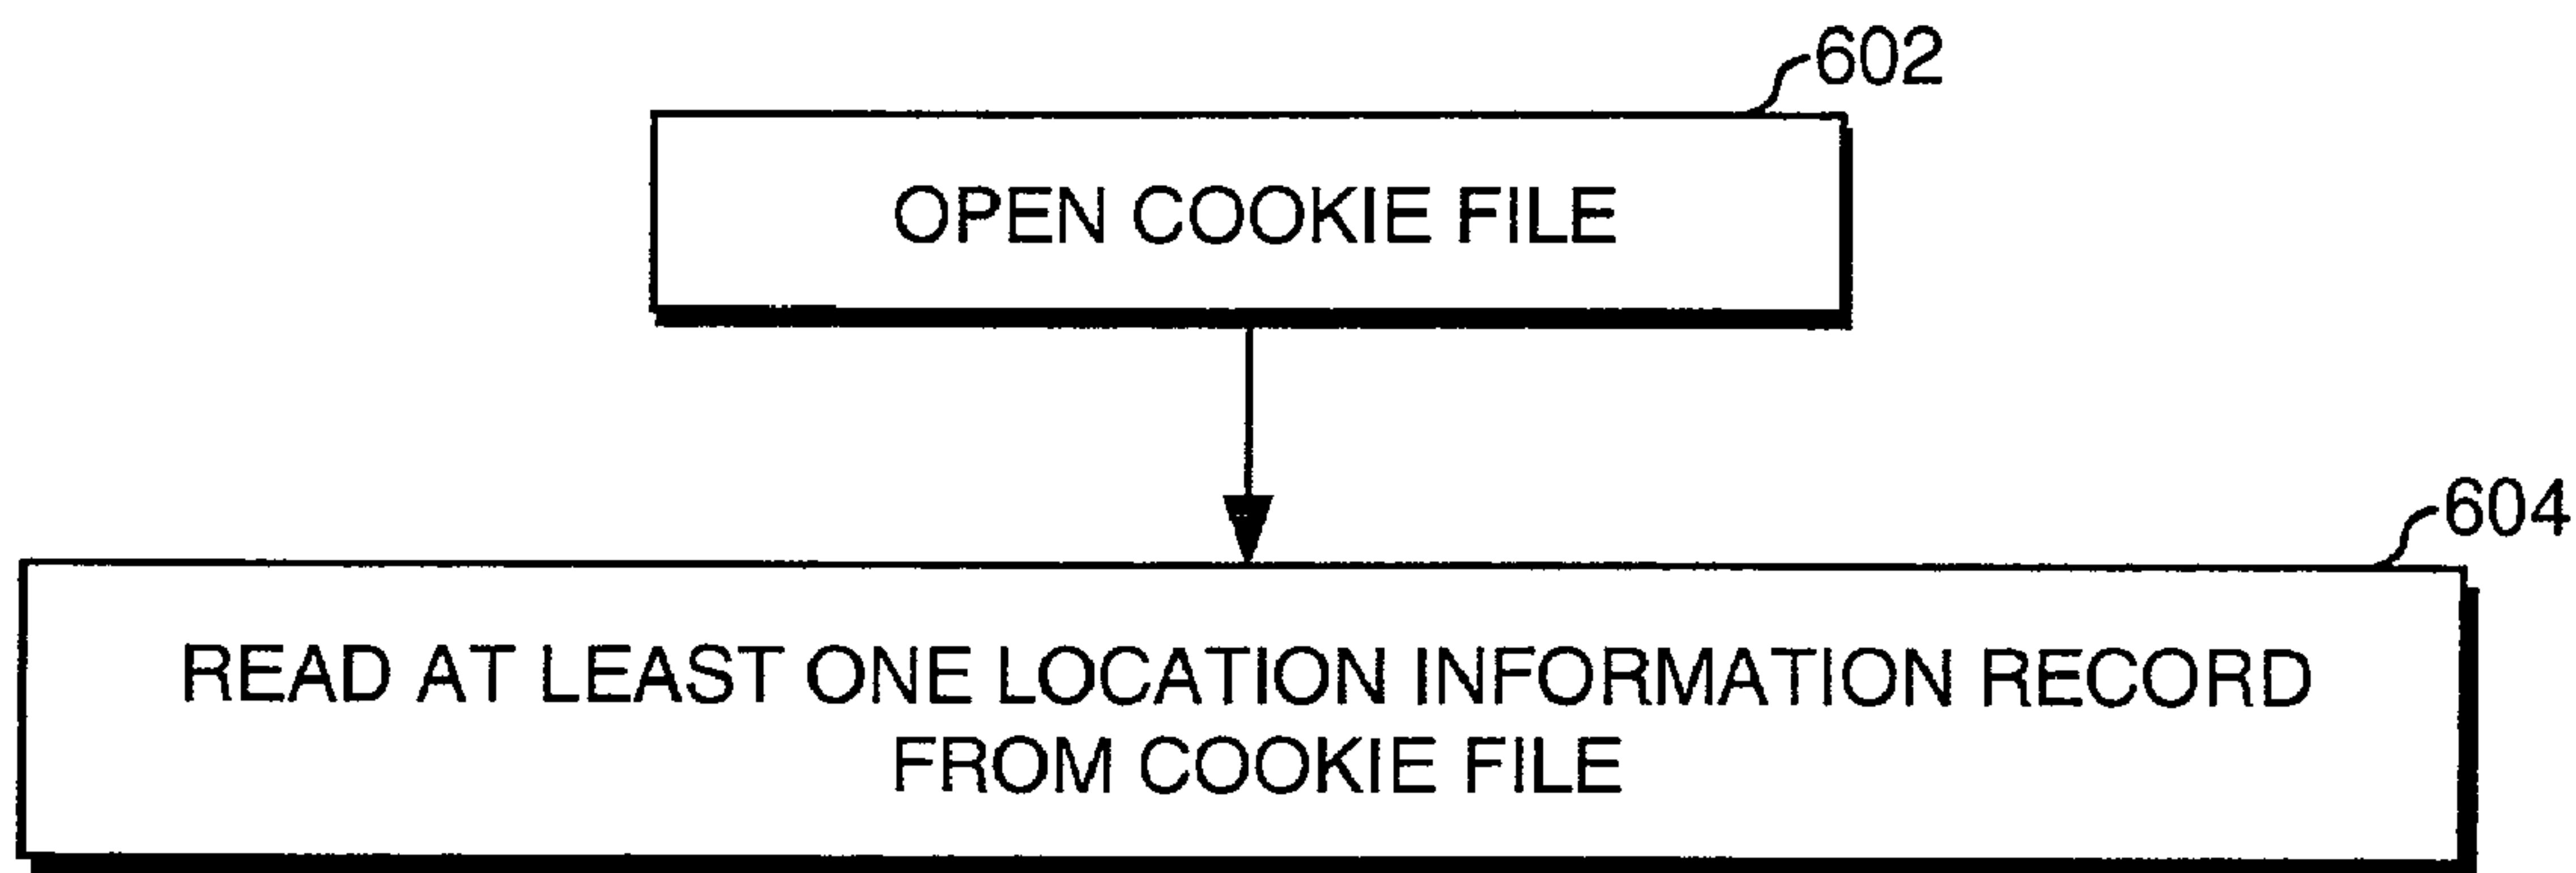 602
OPEN COOKIE FILE
604
READ AT LEAST ONE LOCATION INFORMATION RECORD
FROM COOKIE FILE